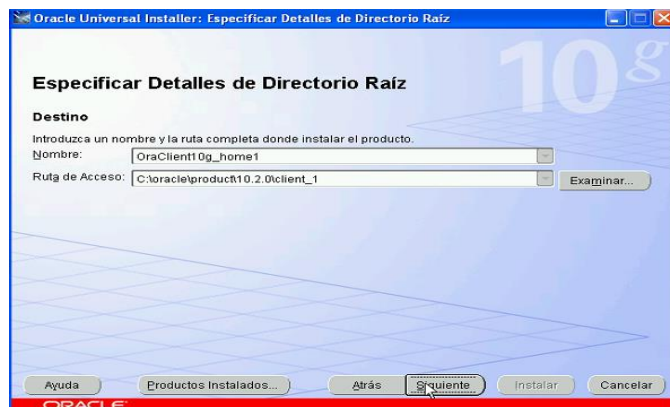 Oracle Universal Installer: Especificar Detalles de Directorio Raíz
10g
Especificar Detalles de Directorio Raíz
Destino
Introduzca un nombre y la ruta completa donde instalar el producto.
Nombre: OraClient10g_home1
Ruta de Acceso: C:\oracle\product\10.2.0\client_1 Examinar...
Ayuda Productos Instalados... Atrás Siguiente Instalar Cancelar
ORACLE